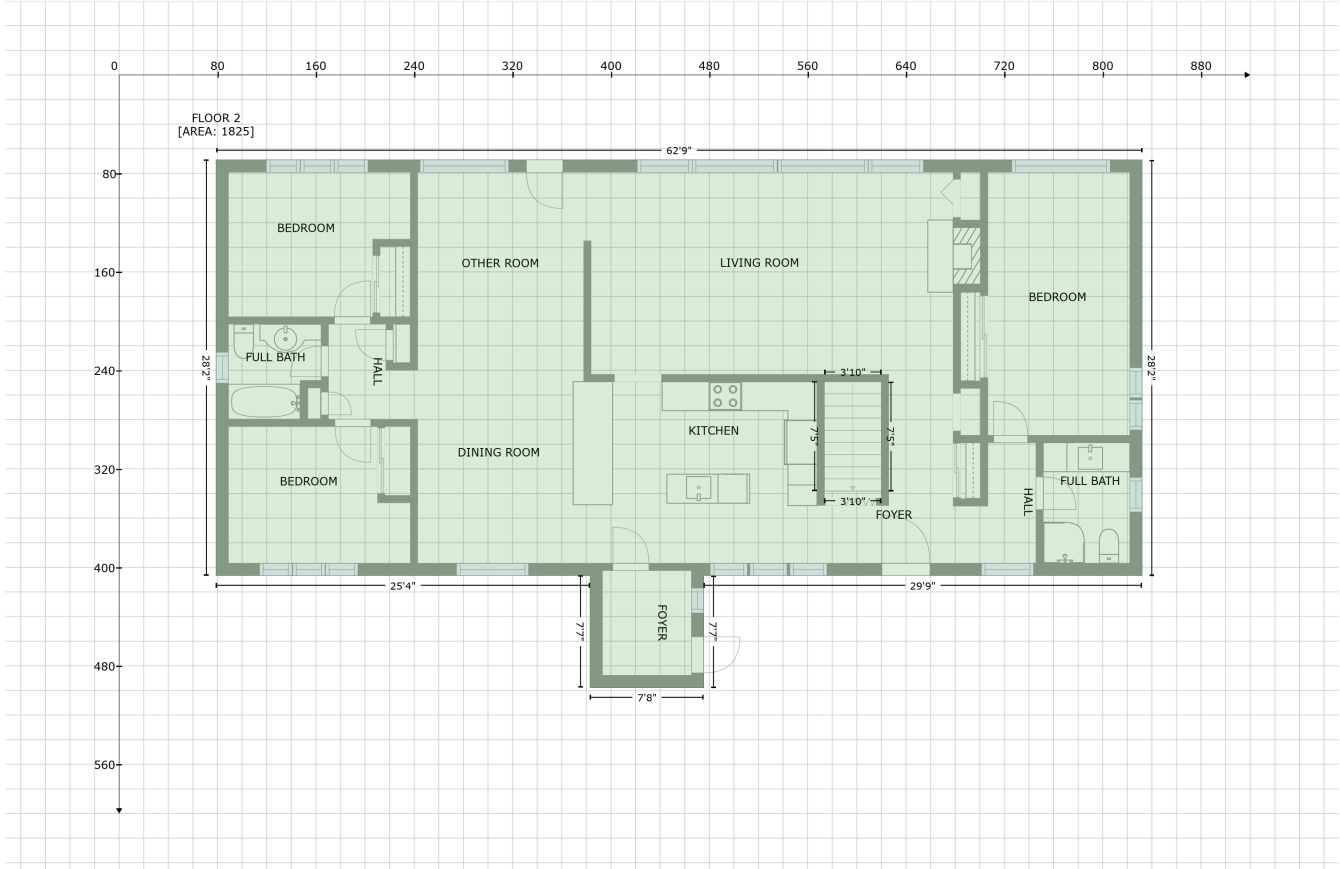 0 80 160 240 320 400 480 560 640 720 800 880
FLOOR 2
[AREA: 1825]
62'9"
80
BEDROOM
OTHER ROOM
LIVING ROOM
160
BEDROOM
FULL BATH
HALL
28'2"
28'2"
240
3'10"
KITCHEN
7'5"
7'5"
DINING ROOM
320
BEDROOM
FULL BATH
HALL
3'10"
FOYER
400
25'4"
29'9"
FOYER
7'7"
7'7"
480
7'8"
560